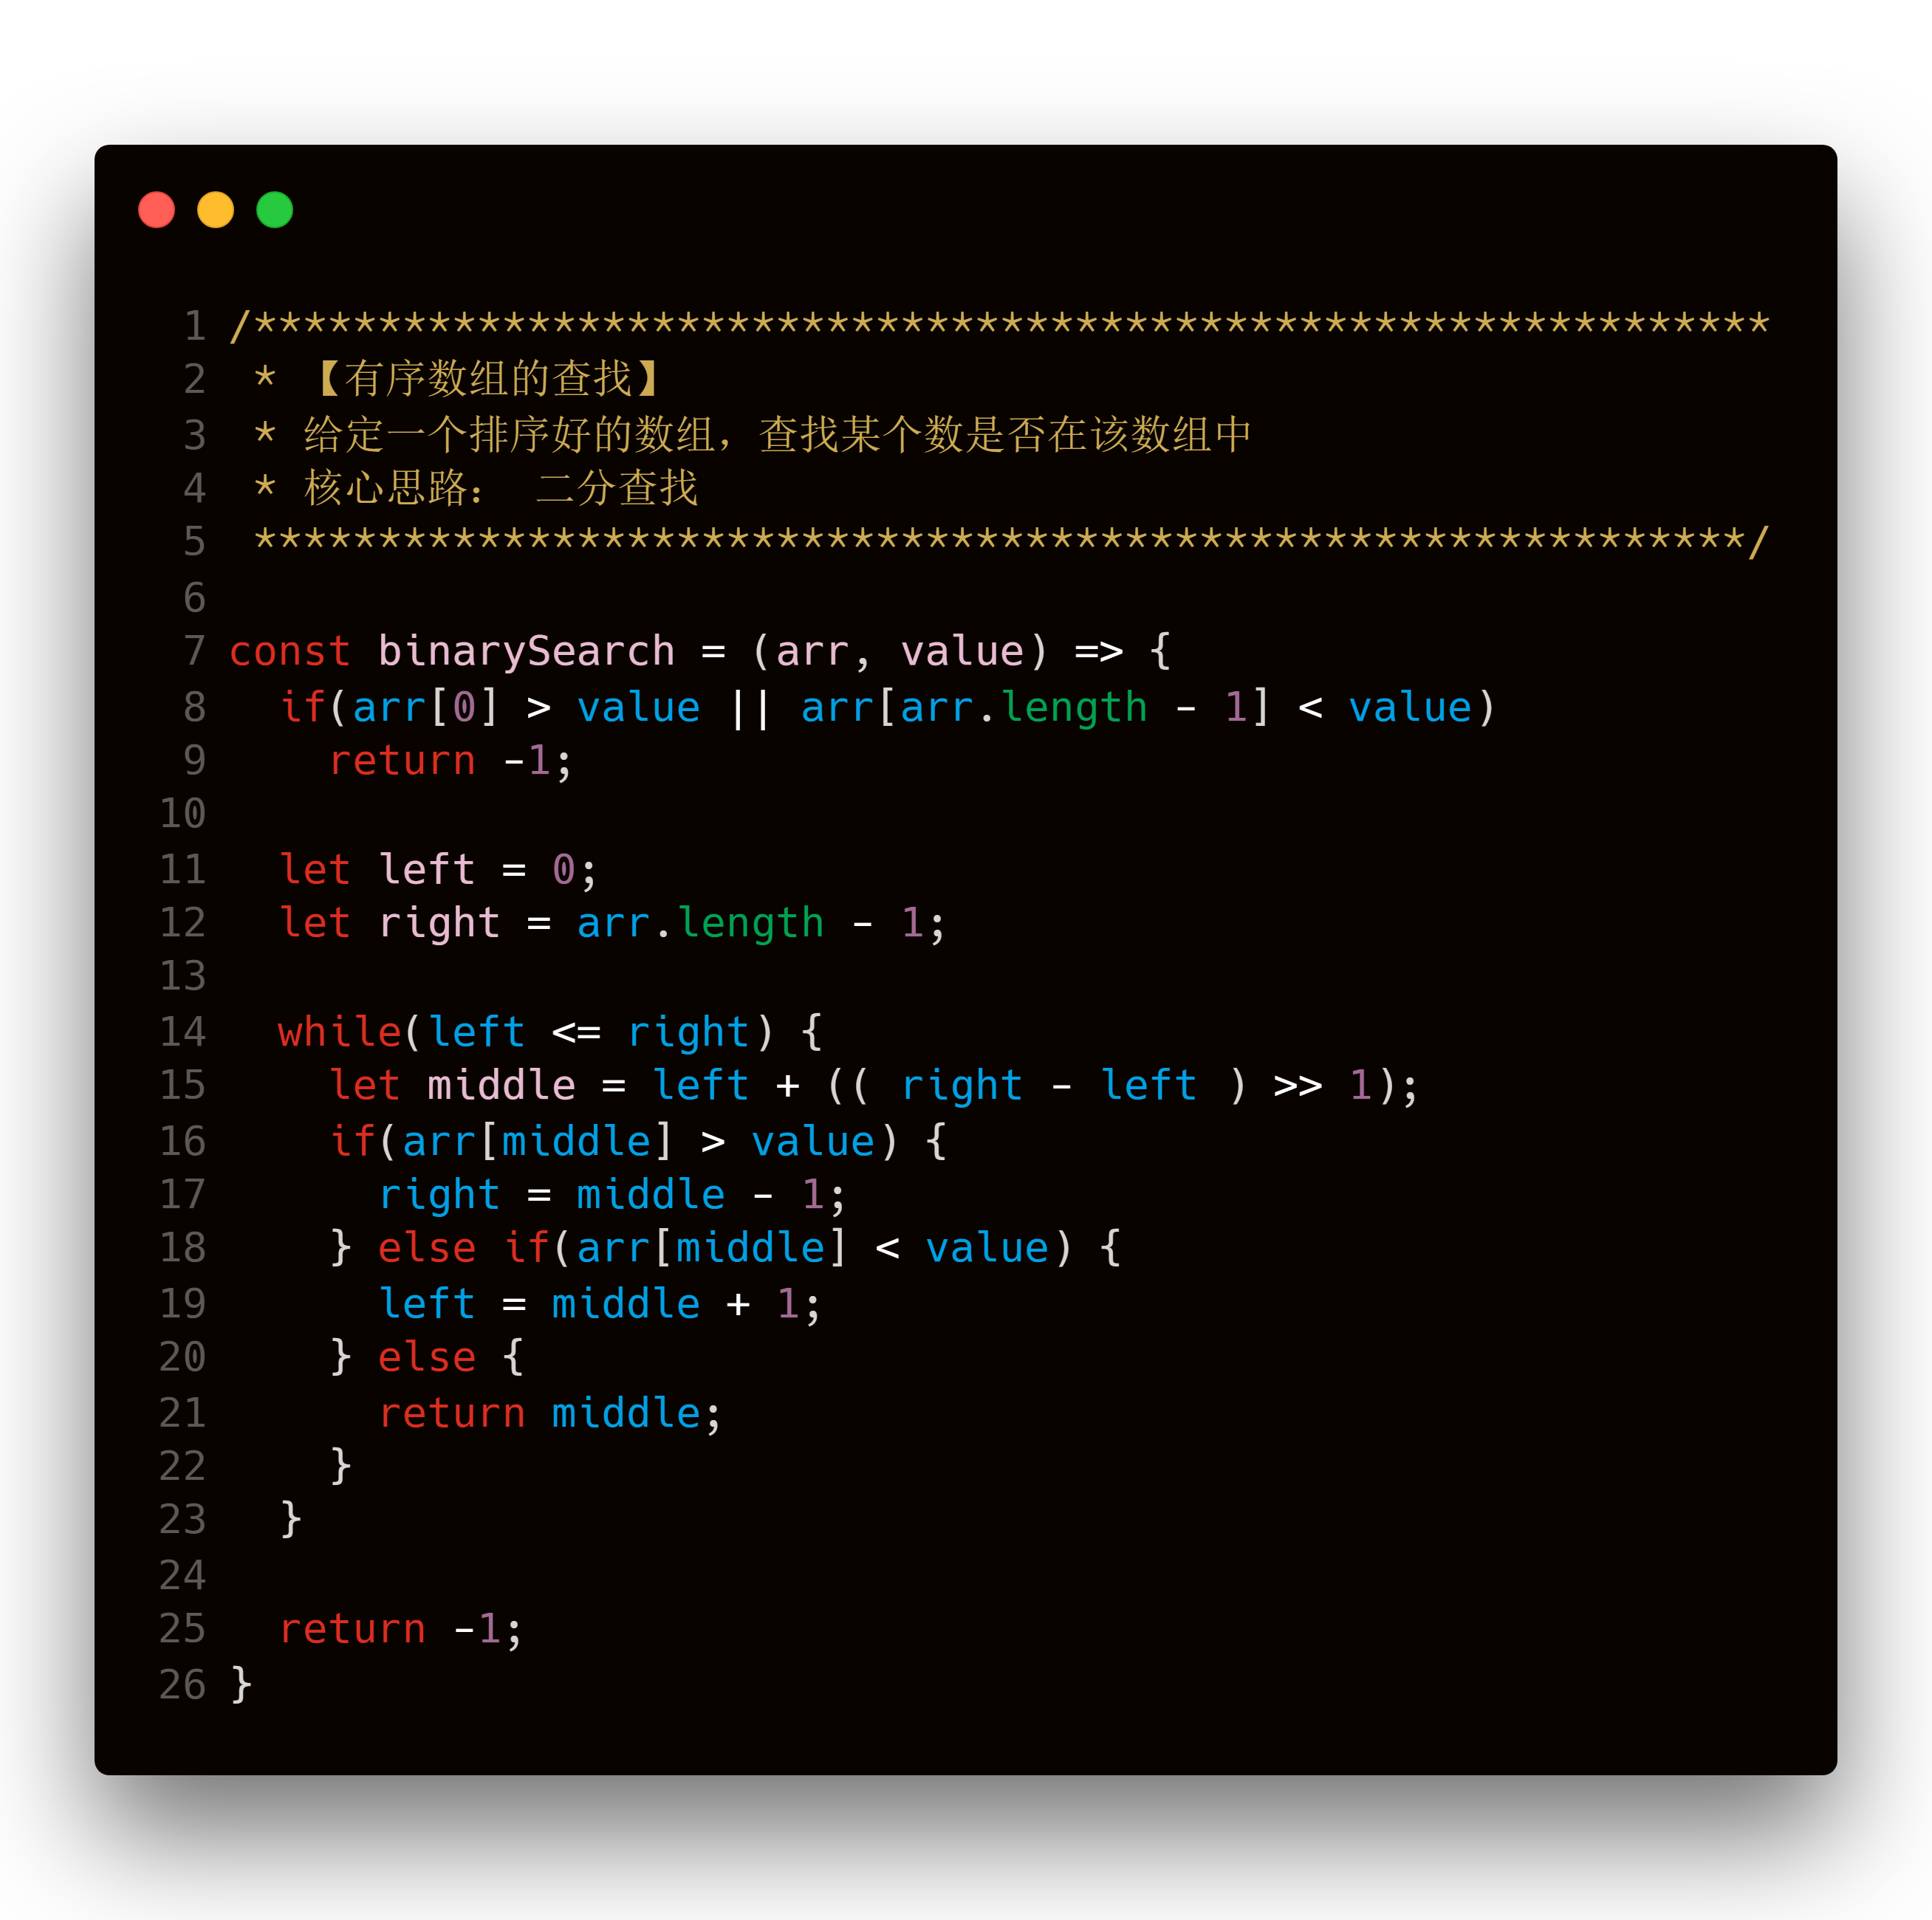 1 /*************************************************************
2  * 【有序数组的查找】
3  * 给定一个排序好的数组，查找某个数是否在该数组中
4  * 核心思路： 二分查找
5  ************************************************************/
6
7 const binarySearch = (arr, value) => {
8   if(arr[0] > value || arr[arr.length - 1] < value)
9     return -1;
10
11   let left = 0;
12   let right = arr.length - 1;
13
14   while(left <= right) {
15     let middle = left + (( right - left ) >> 1);
16     if(arr[middle] > value) {
17       right = middle - 1;
18     } else if(arr[middle] < value) {
19       left = middle + 1;
20     } else {
21       return middle;
22     }
23   }
24
25   return -1;
26 }